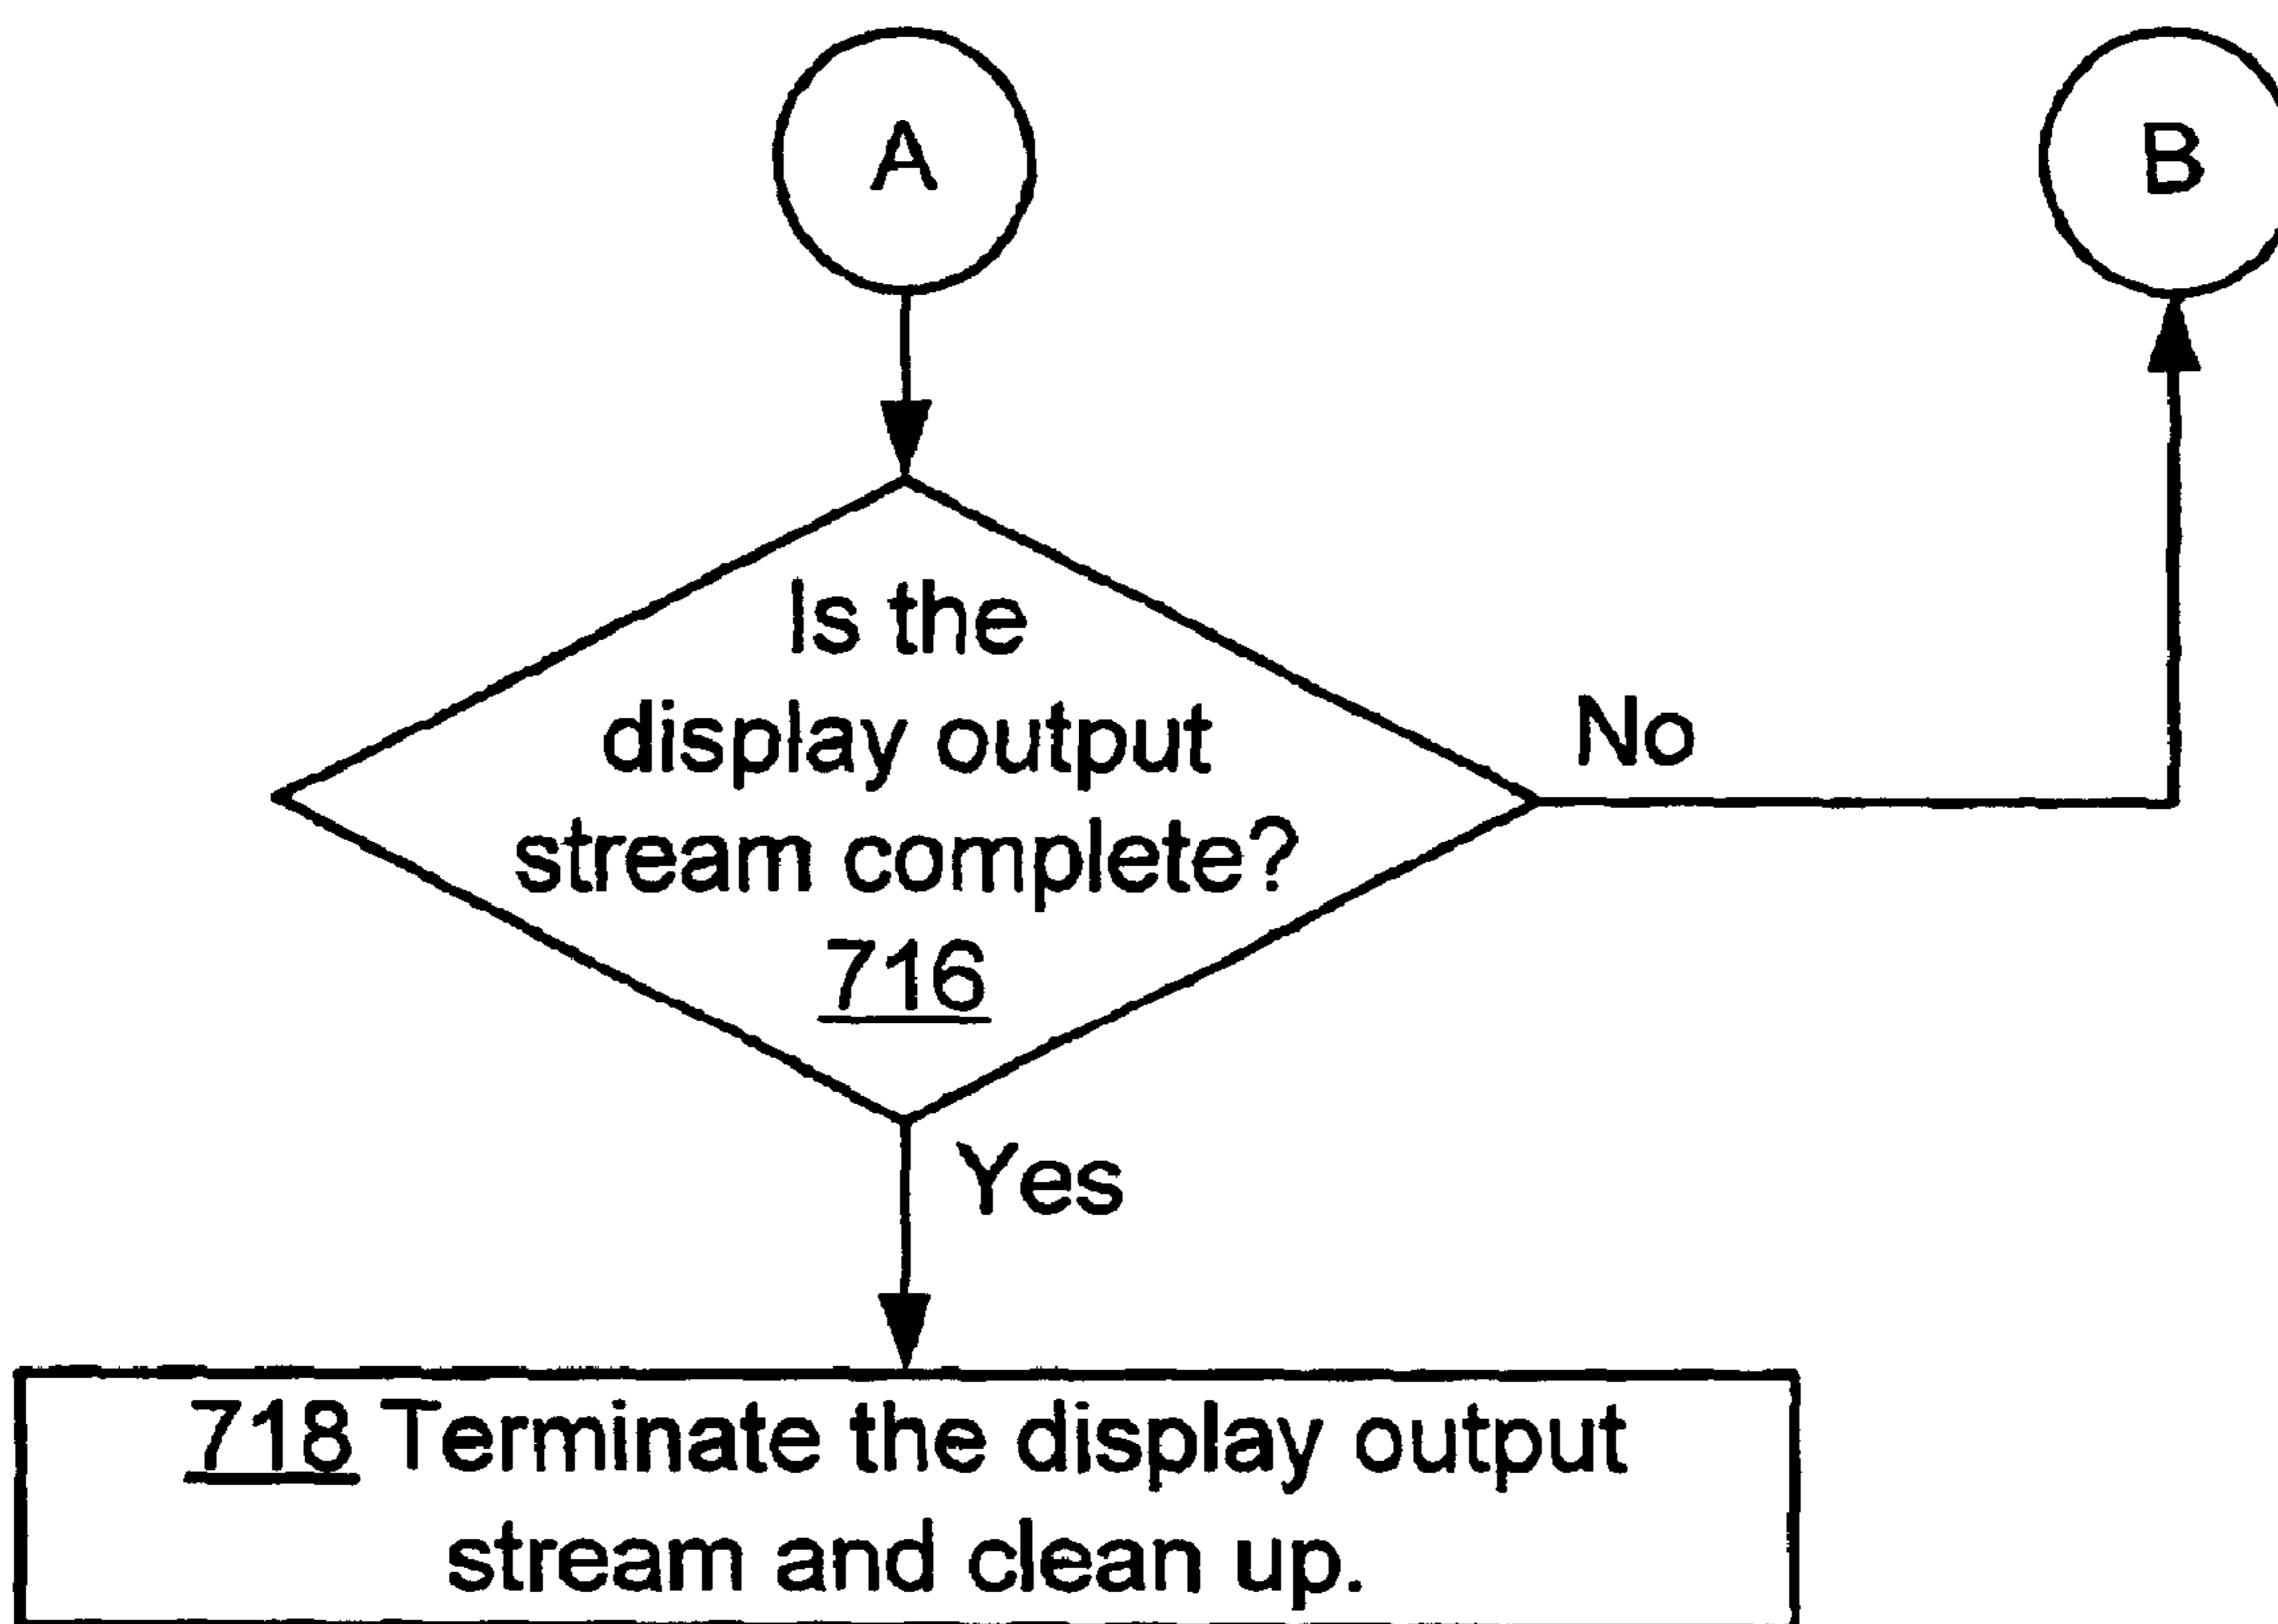 A
B
Is the
display output
stream complete?
716
No
Yes
718 Terminate the display output
stream and clean up.